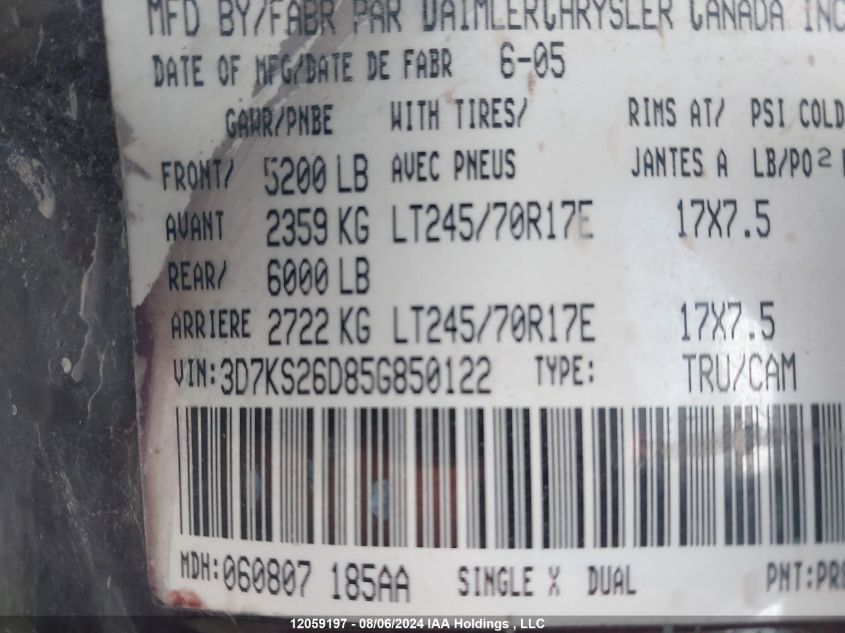 MFD BY/FABR PAR DAIMLERCHRYSLER CANADA INC
DATE OF MFG/DATE DE FABR 6-05
GAWR/PNBE WITH TIRES/ RIMS AT/ PSI COLD
FRONT/ 5200 LB AVEC PNEUS JANTES A LB/PO²
AVANT 2359 KG LT245/70R17E 17X7.5
REAR/ 6000 LB
ARRIERE 2722 KG LT245/70R17E 17X7.5
VIN:3D7KS26D85G850122 TYPE: TRU/CAM
MDH:060807 185AA SINGLE X DUAL PNT:PR
12059197 - 08/06/2024 IAA Holdings , LLC